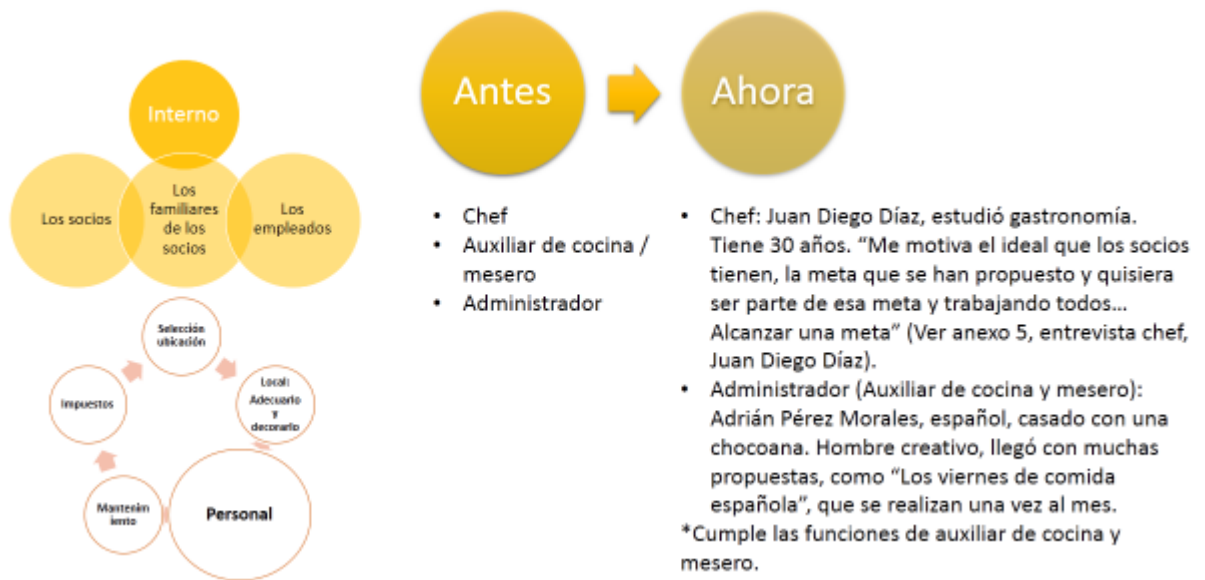 Interno
Los socios
Los
familiares
de los
socios
Los
empleados
Selección
ubicación
Local:
Adecuarlo
y
decorarlo
Personal
Mantenim
iento
Impuestos
Antes
Ahora
• Chef
• Auxiliar de cocina /
mesero
• Administrador
• Chef: Juan Diego Díaz, estudió gastronomía.
Tiene 30 años. “Me motiva el ideal que los socios
tienen, la meta que se han propuesto y quisiera
ser parte de esa meta y trabajando todos…
Alcanzar una meta” (Ver anexo 5, entrevista chef,
Juan Diego Díaz).
• Administrador (Auxiliar de cocina y mesero):
Adrián Pérez Morales, español, casado con una
chocoana. Hombre creativo, llegó con muchas
propuestas, como “Los viernes de comida
española”, que se realizan una vez al mes.
*Cumple las funciones de auxiliar de cocina y
mesero.